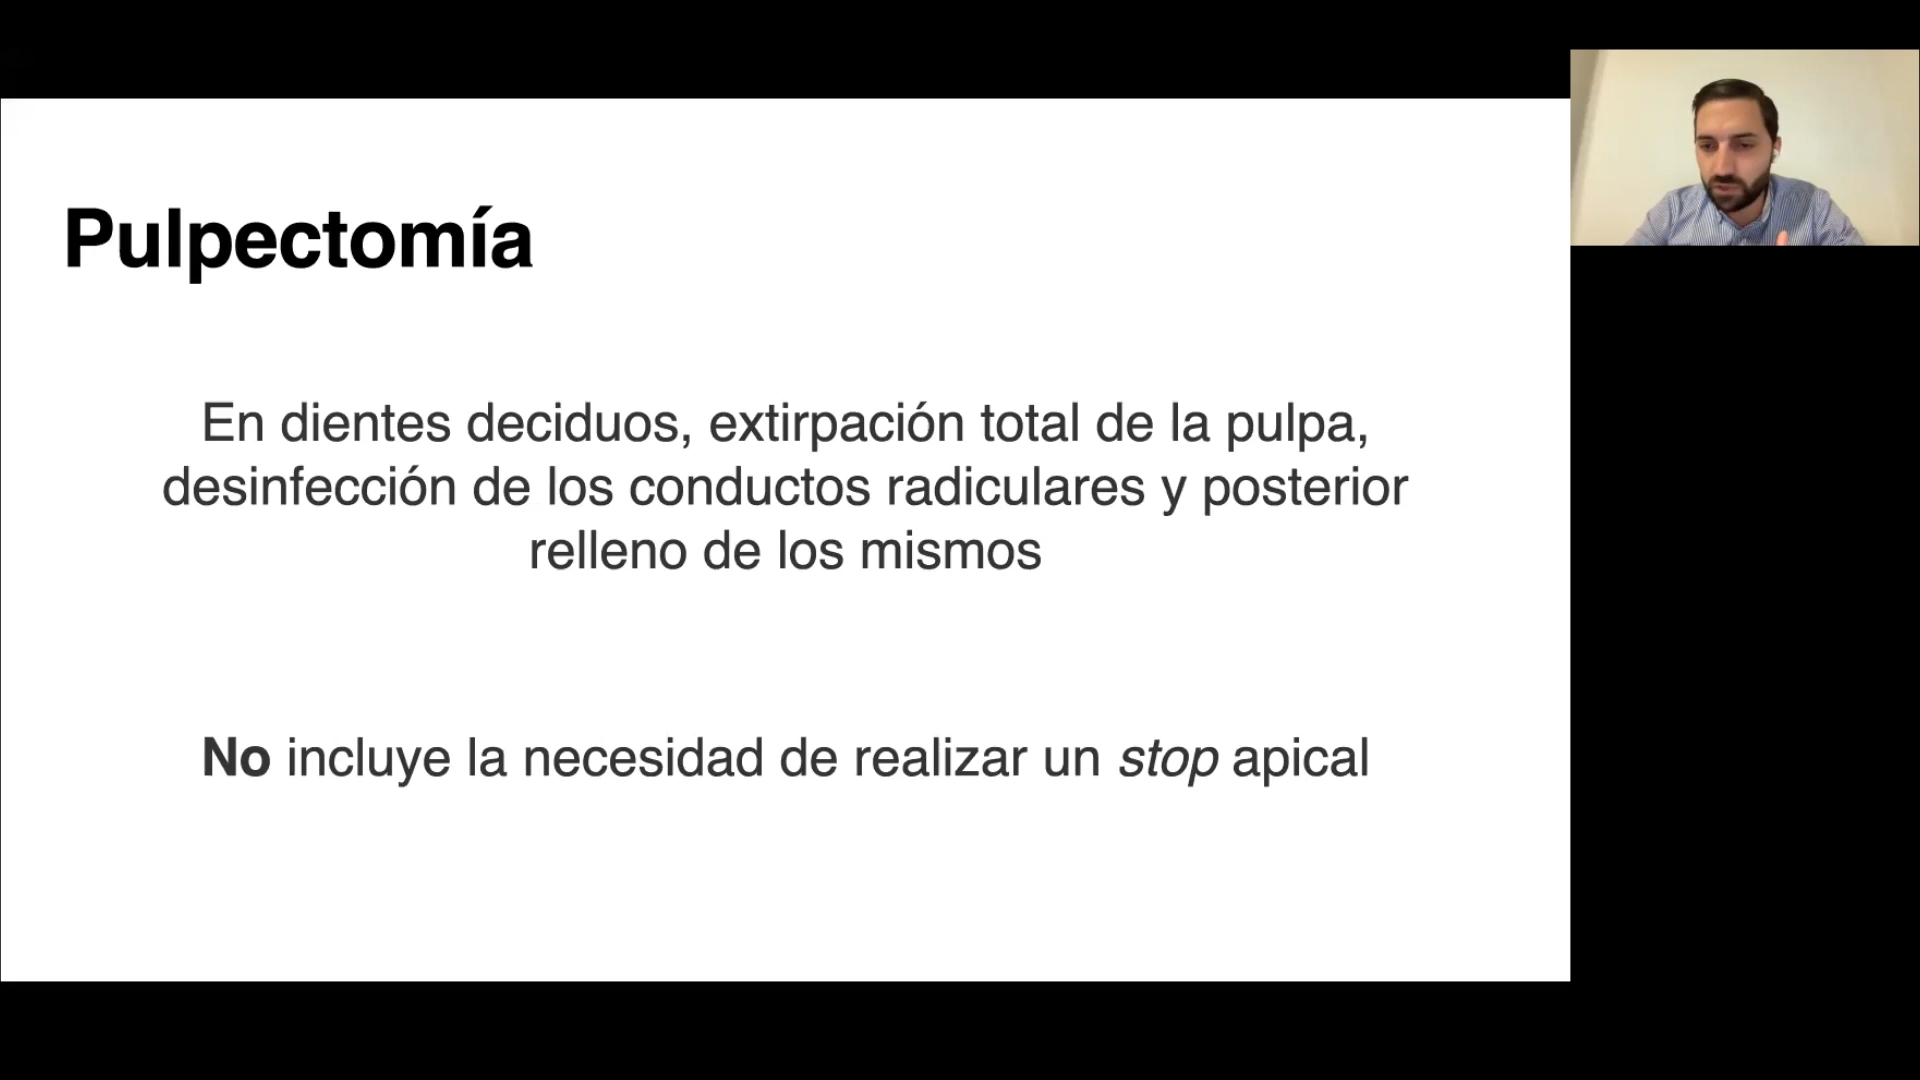 Pulpectomía
En dientes deciduos, extirpación total de la pulpa,
desinfección de los conductos radiculares y posterior
relleno de los mismos
No incluye la necesidad de realizar un stop apical